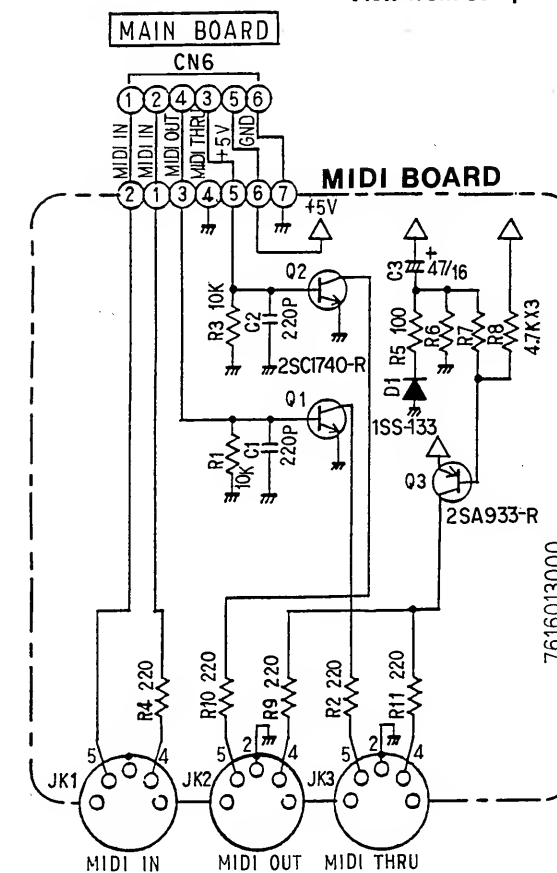 MAIN BOARD
CN6
1 2 4 3 5 6
MIDI IN
MIDI IN
MIDI OUT
MIDI THRU
+5V
GND
MIDI BOARD
2 1 3 4 5 6 7
+5V
Q2
R3 10K
C2 220P
2SC1740-R
Q1
R1 10K
C1 220P
C3 + 47/16
R5 100
R6
R7
R8
4.7KX3
D1
1SS-133
Q3
2SA933-R
7616013000
R4 220
R10 220
R9 220
R2 220
R11 220
JK1 5 4
JK2 5 2 4
JK3 5 2 4
MIDI IN
MIDI OUT
MIDI THRU